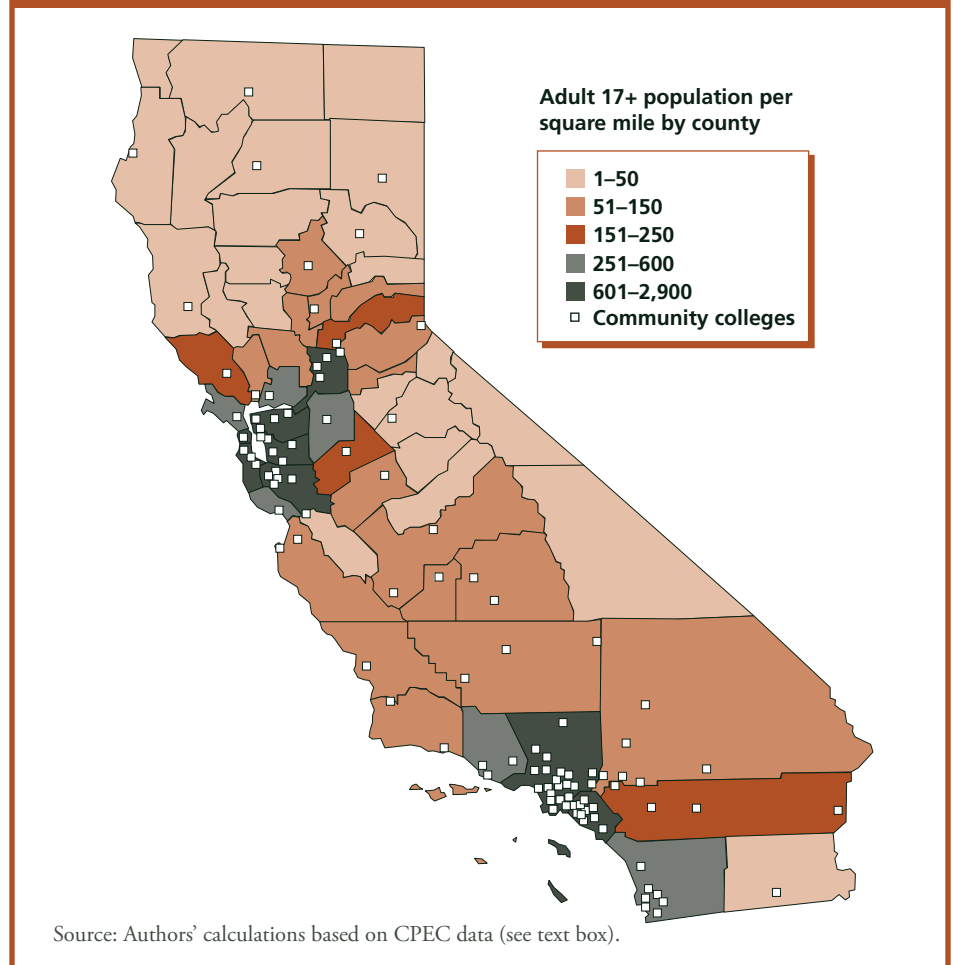 Adult 17+ population per
square mile by county
1–50
51–150
151–250
251–600
601–2,900
Community colleges
Source: Authors’ calculations based on CPEC data (see text box).